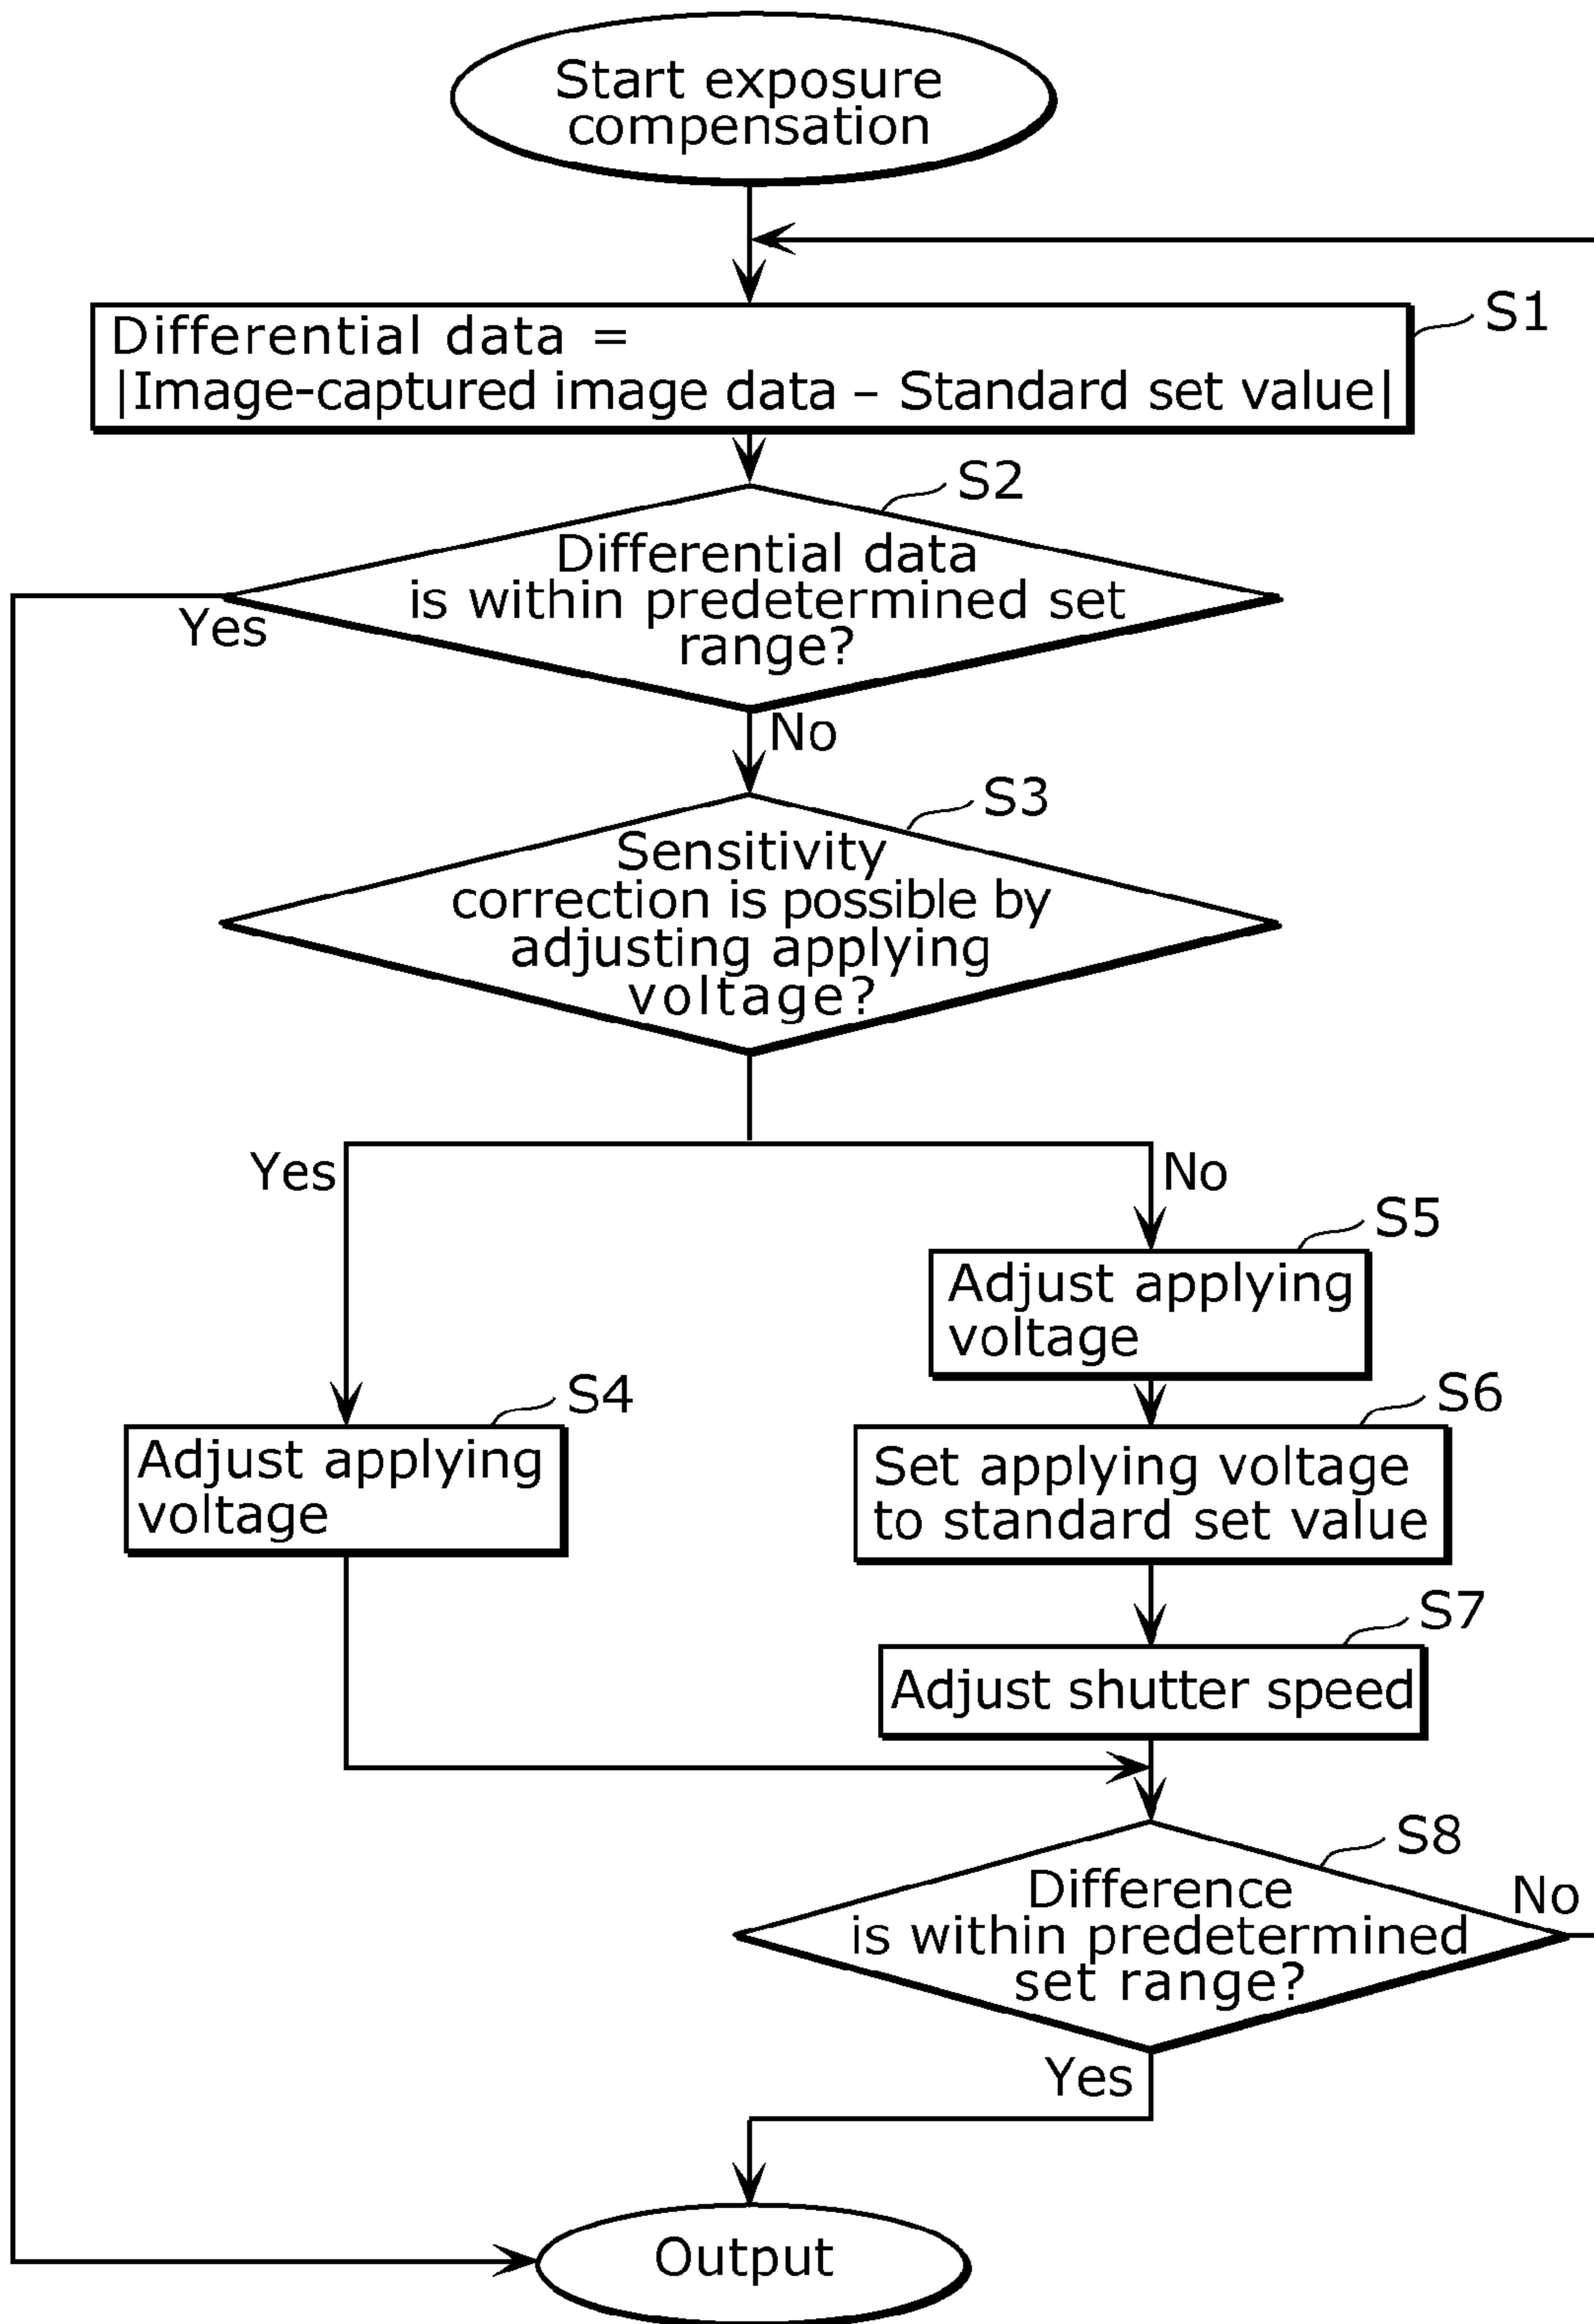 Start exposure
compensation
S1
Differential data =
|Image-captured image data – Standard set value|
S2
Differential data
is within predetermined set
range?
Yes
No
S3
Sensitivity
correction is possible by
adjusting applying
voltage?
Yes
No
S5
Adjust applying
voltage
S4
Adjust applying
voltage
S6
Set applying voltage
to standard set value
S7
Adjust shutter speed
S8
Difference
is within predetermined
set range?
No
Yes
Output